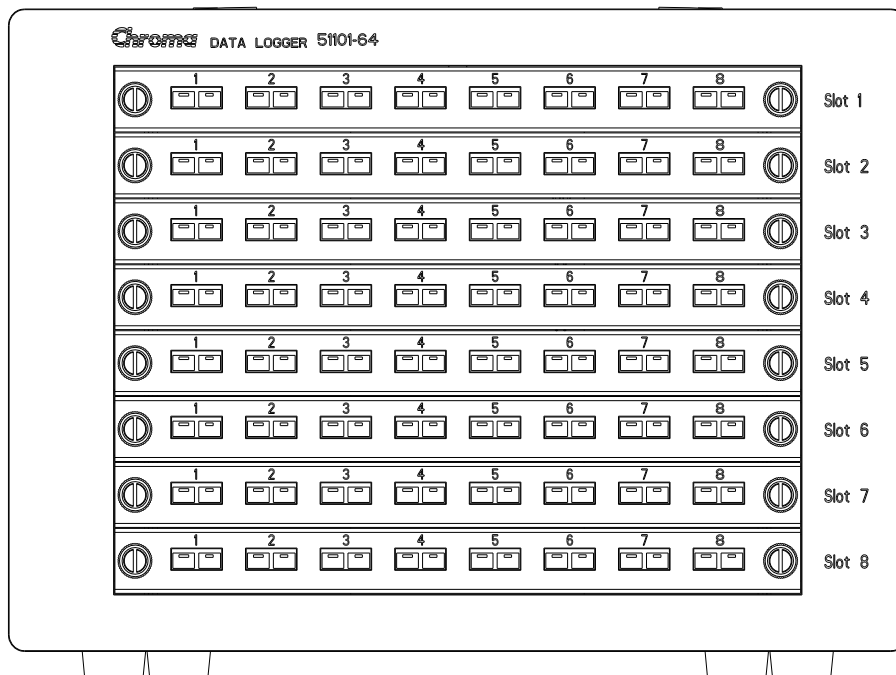 Chroma DATA LOGGER 51101-64
1 2 3 4 5 6 7 8
Slot 1
1 2 3 4 5 6 7 8
Slot 2
1 2 3 4 5 6 7 8
Slot 3
1 2 3 4 5 6 7 8
Slot 4
1 2 3 4 5 6 7 8
Slot 5
1 2 3 4 5 6 7 8
Slot 6
1 2 3 4 5 6 7 8
Slot 7
1 2 3 4 5 6 7 8
Slot 8